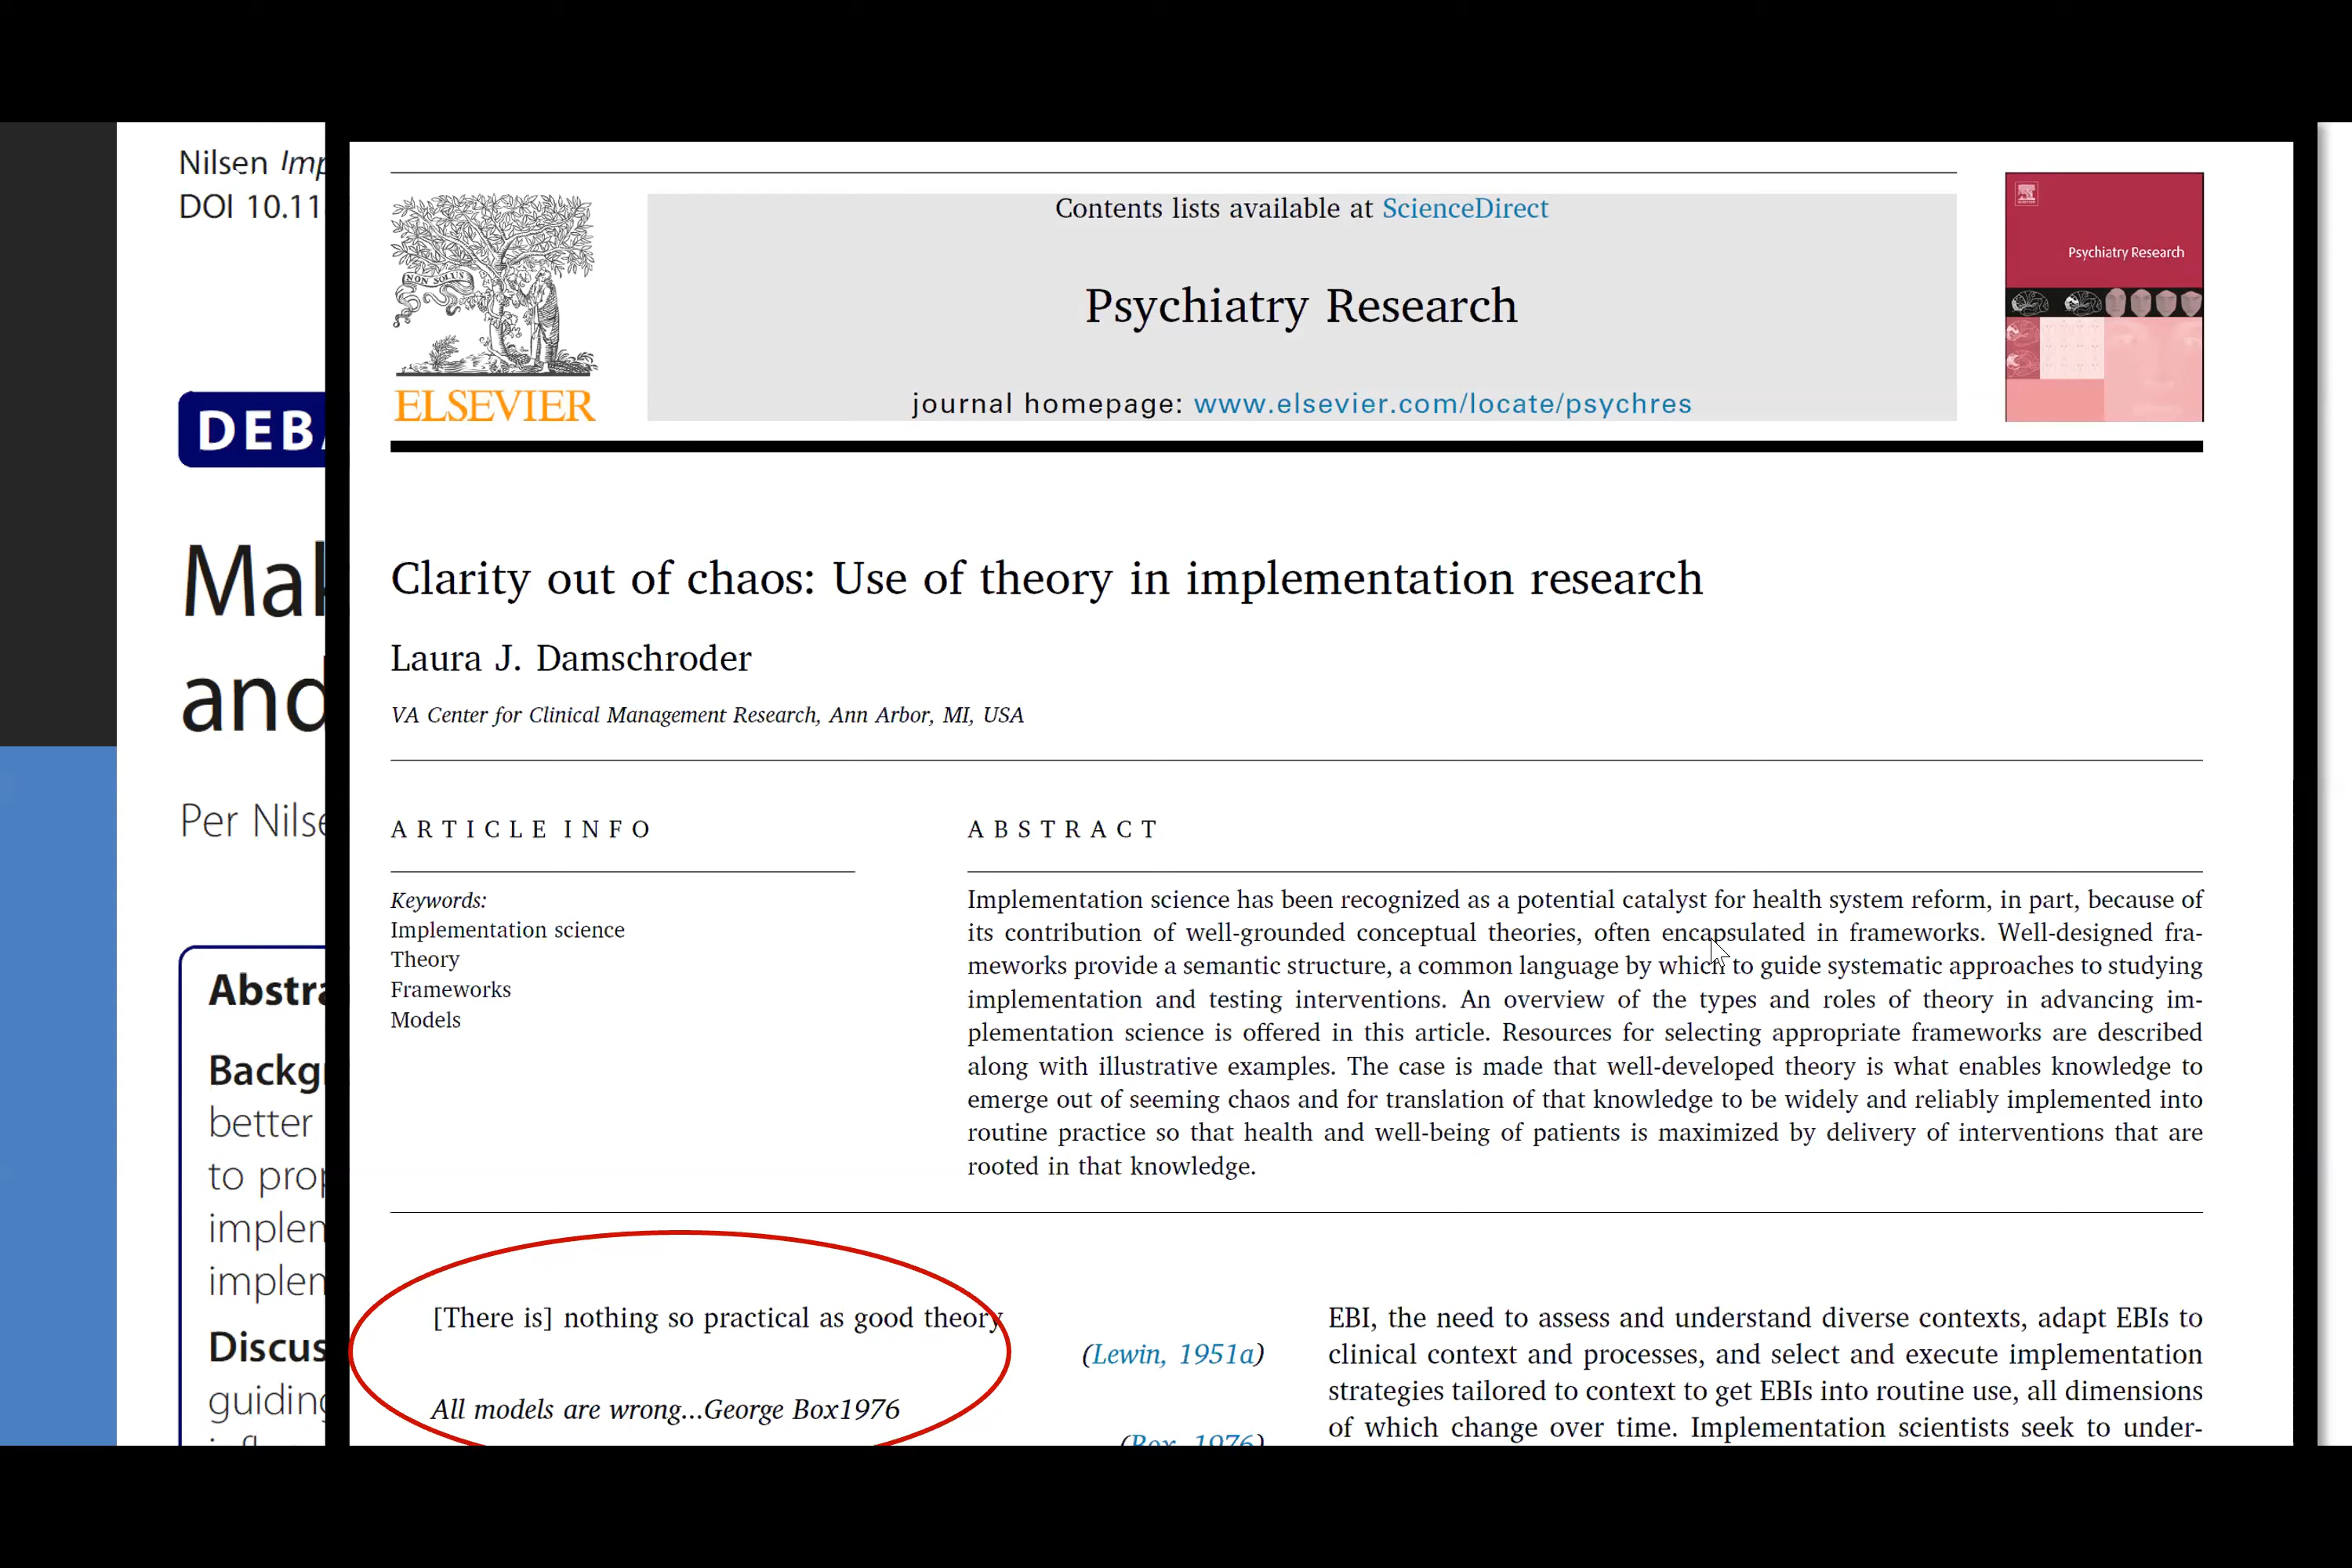 Nilsen Imp
DOI 10.11
DEBA
Mak
and
Per Nilse
Abstra
Backgr
better
to prop
implem
implem
Discus
guiding
NON SOLUS
ELSEVIER
Contents lists available at ScienceDirect
Psychiatry Research
journal homepage: www.elsevier.com/locate/psychres
Psychiatry Research
Clarity out of chaos: Use of theory in implementation research
Laura J. Damschroder
VA Center for Clinical Management Research, Ann Arbor, MI, USA
ARTICLE INFO
Keywords:
Implementation science
Theory
Frameworks
Models
ABSTRACT
Implementation science has been recognized as a potential catalyst for health system reform, in part, because of
its contribution of well-grounded conceptual theories, often encapsulated in frameworks. Well-designed fra-
meworks provide a semantic structure, a common language by which to guide systematic approaches to studying
implementation and testing interventions. An overview of the types and roles of theory in advancing im-
plementation science is offered in this article. Resources for selecting appropriate frameworks are described
along with illustrative examples. The case is made that well-developed theory is what enables knowledge to
emerge out of seeming chaos and for translation of that knowledge to be widely and reliably implemented into
routine practice so that health and well-being of patients is maximized by delivery of interventions that are
rooted in that knowledge.
[There is] nothing so practical as good theory
(Lewin, 1951a)
All models are wrong...George Box1976
(Box, 1976)
EBI, the need to assess and understand diverse contexts, adapt EBIs to
clinical context and processes, and select and execute implementation
strategies tailored to context to get EBIs into routine use, all dimensions
of which change over time. Implementation scientists seek to under-